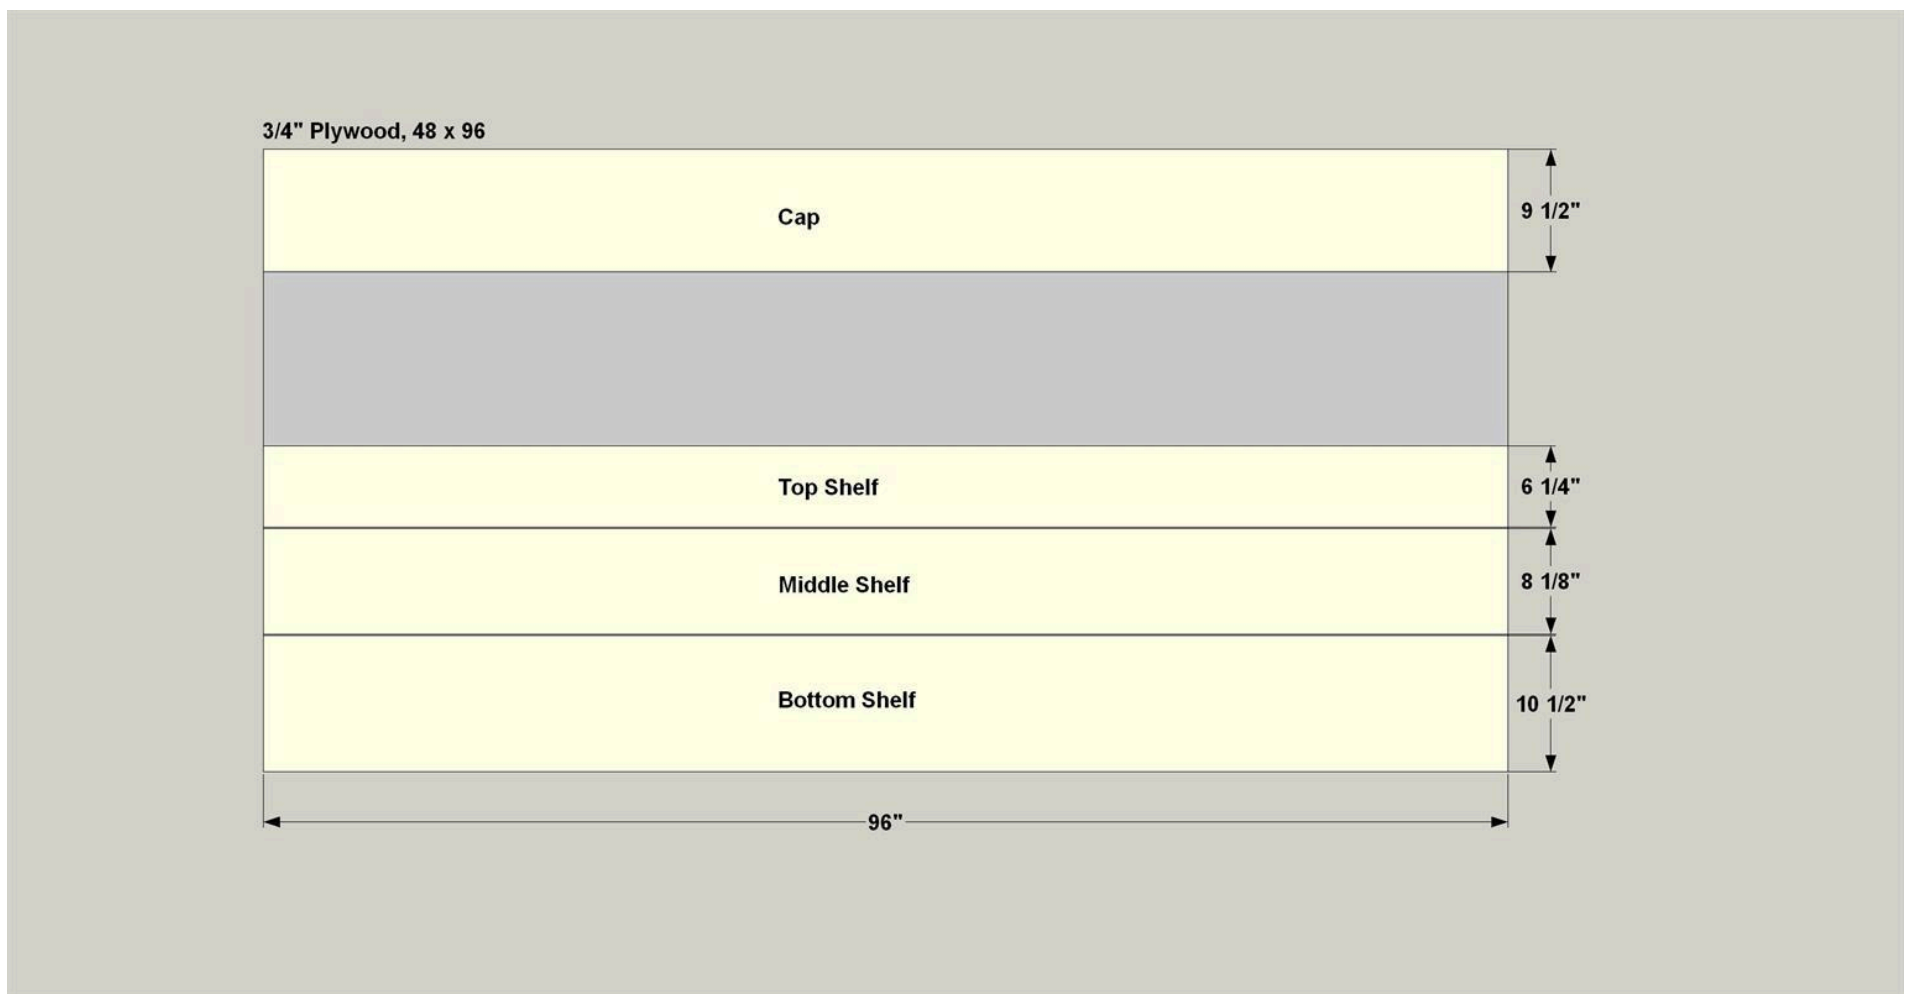 3/4" Plywood, 48 x 96
Cap
9 1/2"
Top Shelf
6 1/4"
Middle Shelf
8 1/8"
Bottom Shelf
10 1/2"
96"